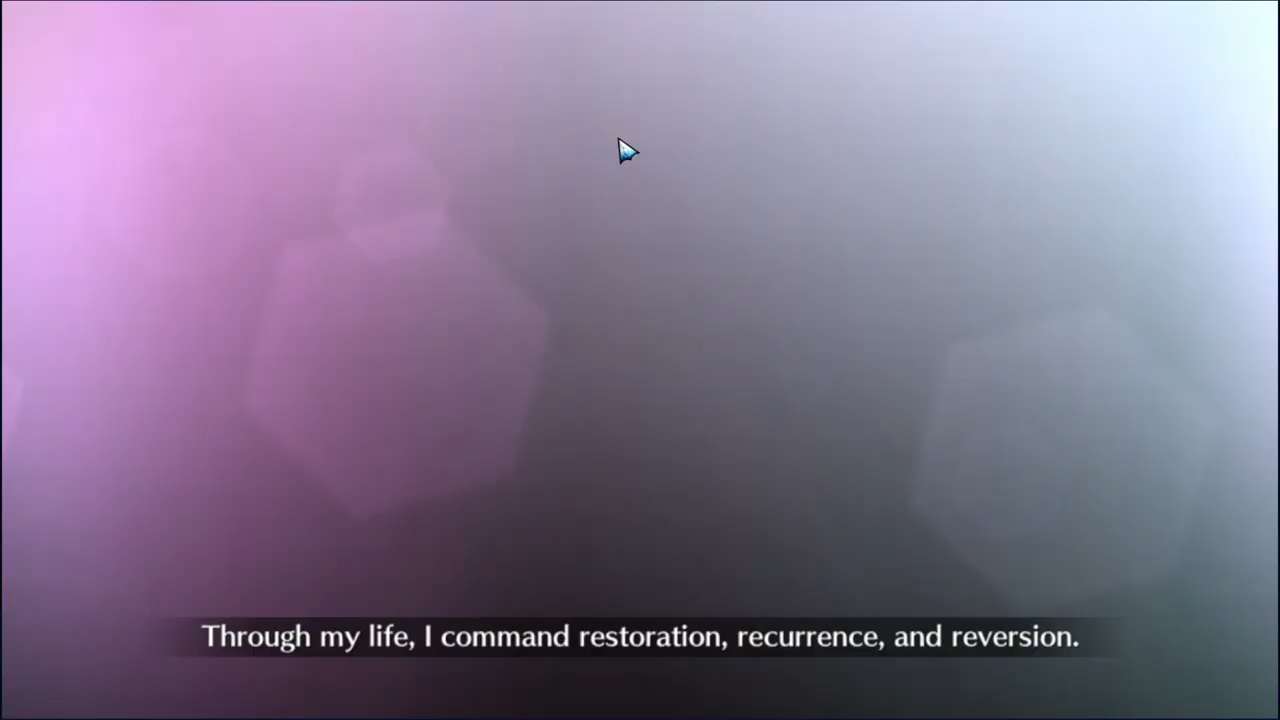 Through my life, I command restoration, recurrence, and reversion.